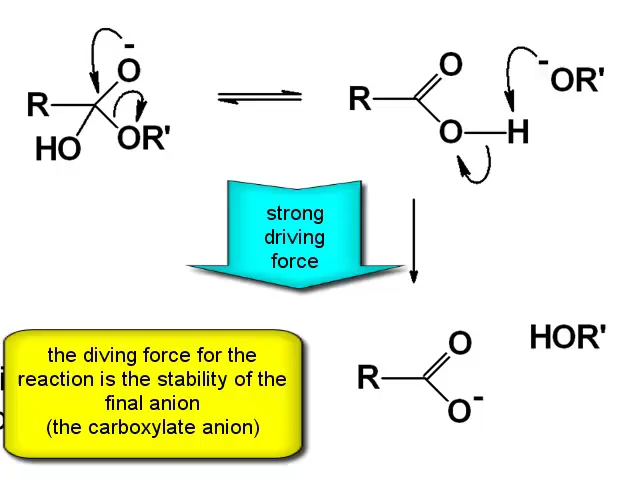 -
O
R
HO
OR'
O
R
O
H
-
OR'
strong
driving
force
the diving force for the
reaction is the stability of the
final anion
(the carboxylate anion)
O
R
O-
HOR'